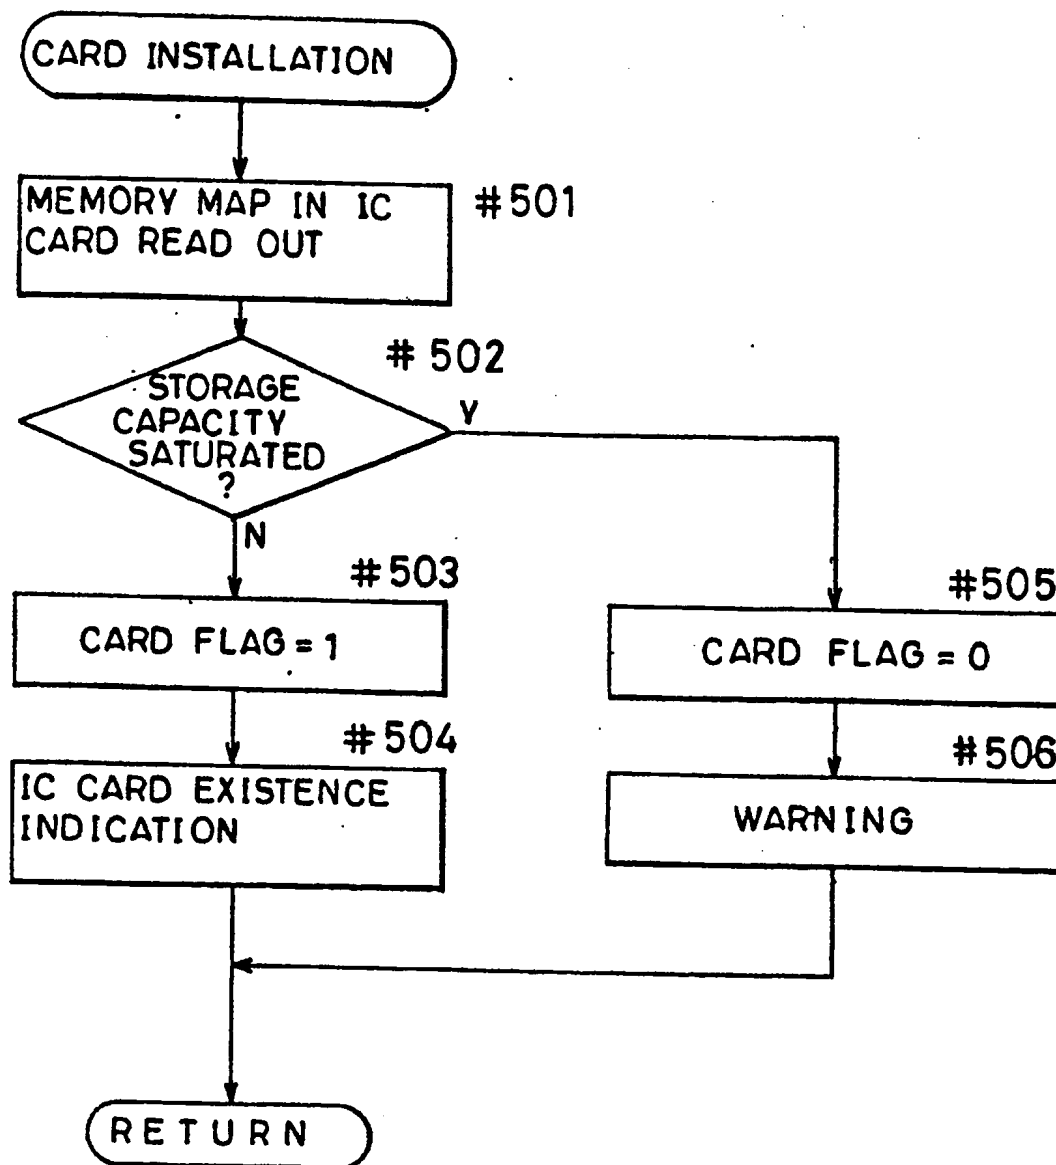 CARD INSTALLATION
MEMORY MAP IN IC
CARD READ OUT
#501
#502
STORAGE
CAPACITY
SATURATED
?
Y
N
#503
CARD FLAG = 1
#505
CARD FLAG = 0
#504
IC CARD EXISTENCE
INDICATION
#506
WARNING
RETURN